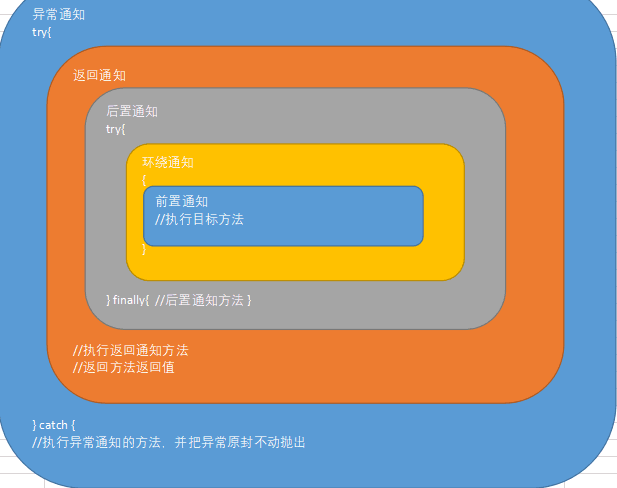 异常通知
try{
返回通知
后置通知
try{
环绕通知
{
前置通知
//执行目标方法
}
} finally{ //后置通知方法 }
//执行返回通知方法
//返回方法返回值
} catch {
//执行异常通知的方法，并把异常原封不动抛出